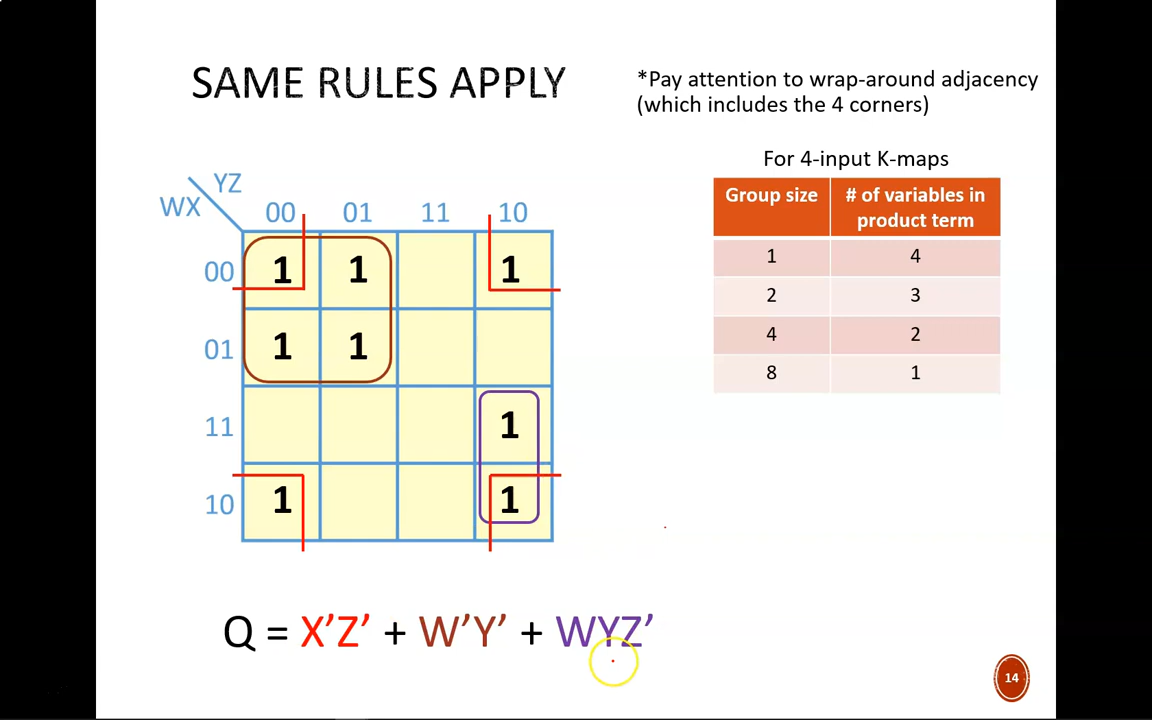 SAME RULES APPLY
*Pay attention to wrap-around adjacency
(which includes the 4 corners)
For 4-input K-maps
Group size # of variables in
product term
1 4
2 3
4 2
8 1
YZ
WX
00 01 11 10
00 1 1 1
01 1 1
11 1
10 1 1
Q = X’Z’ + W’Y’ + WYZ’
14